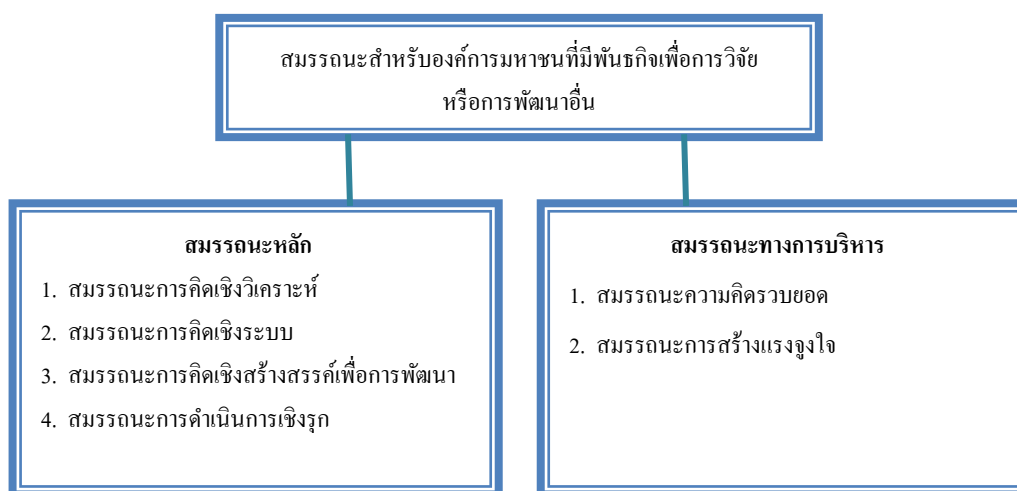 สมรรถนะสำหรับองค์การมหาชนที่มีพันธกิจเพื่อการวิจัย
หรือการพัฒนาอื่น
สมรรถนะหลัก
1. สมรรถนะการคิดเชิงวิเคราะห์
2. สมรรถนะการคิดเชิงระบบ
3. สมรรถนะการคิดเชิงสร้างสรรค์เพื่อการพัฒนา
4. สมรรถนะการดำเนินการเชิงรุก
สมรรถนะทางการบริหาร
1. สมรรถนะความคิดรวบยอด
2. สมรรถนะการสร้างแรงจูงใจ